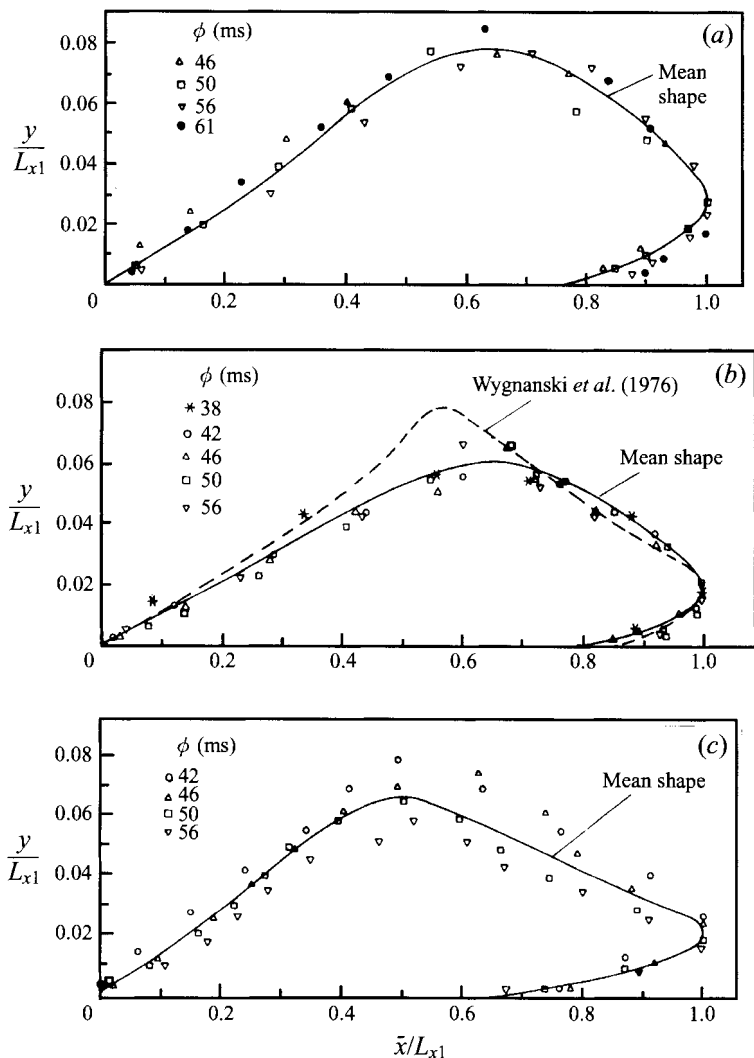 (a)
ϕ (ms)
△ 46
□ 50
▽ 56
● 61
Mean
shape
y/Lx1
0.08
0.06
0.04
0.02
0
0.2
0.4
0.6
0.8
1.0
(b)
ϕ (ms)
✳ 38
○ 42
△ 46
□ 50
▽ 56
Wygnanski et al. (1976)
Mean shape
y/Lx1
0.08
0.06
0.04
0.02
0
0.2
0.4
0.6
0.8
1.0
(c)
ϕ (ms)
○ 42
△ 46
□ 50
▽ 56
Mean shape
y/Lx1
0.08
0.06
0.04
0.02
0
0.2
0.4
0.6
0.8
1.0
x̄/Lx1